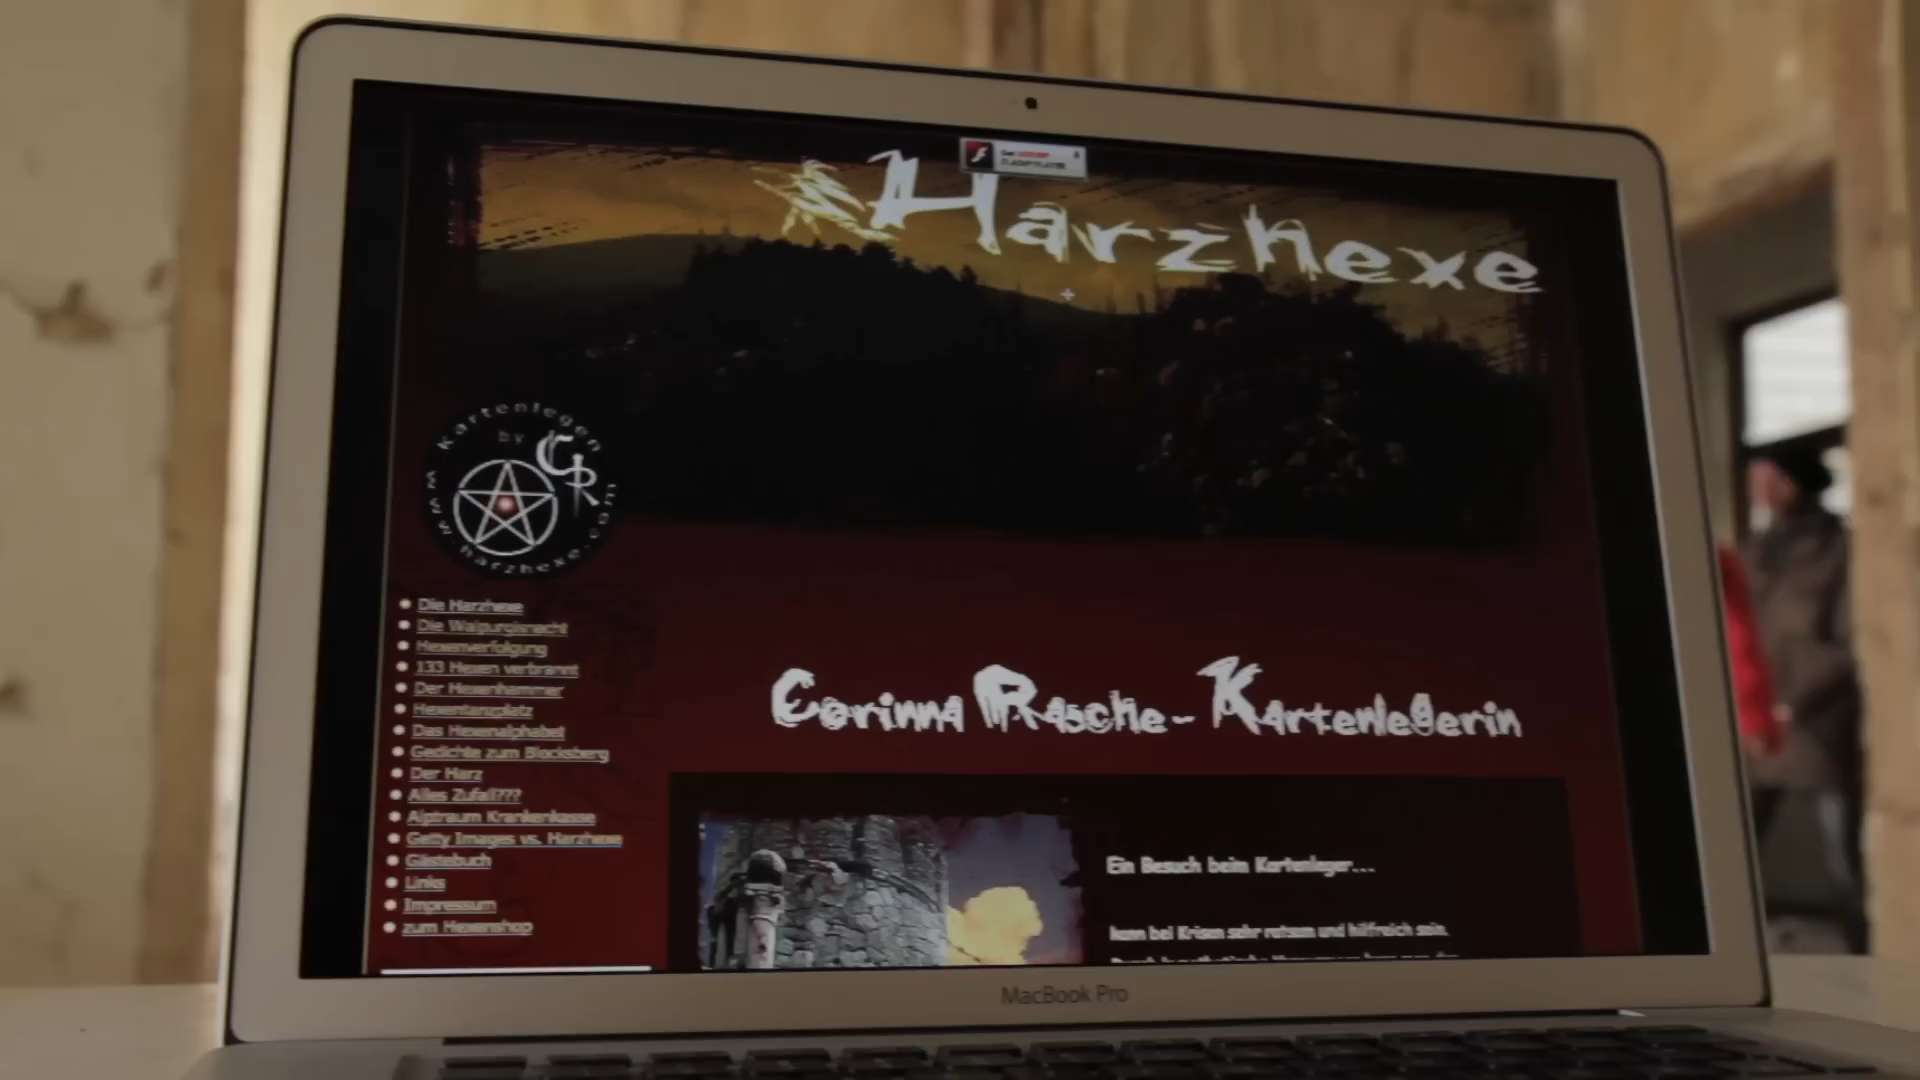 Harzhexe
Kartenlegen
by CR
www.harzhexe.com
Die Harzhexe
Die Walpurgisnacht
Hexenverfolgung
133 Hexen verbrannt
Der Hexenhammer
Hexentanzplatz
Das Hexenalphabet
Gedichte zum Blocksberg
Der Harz
Alles Zufall???
Alptraum Krankenkasse
Getty Images vs. Harzhexe
Gästebuch
Links
Impressum
zum Hexenshop
Corinna Rasche - Kartenlegerin
Ein Besuch beim Kartenleger...
kann bei Krisen sehr ratsam und hilfreich sein.
MacBook Pro